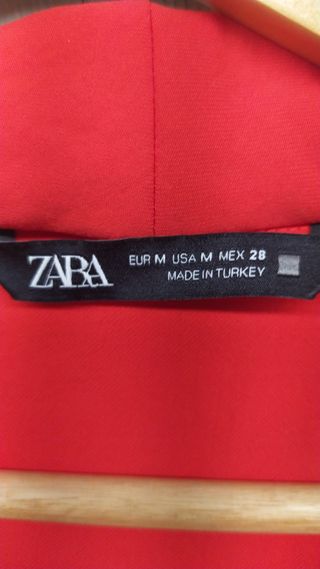 ZARA
EUR M USA M MEX 28
MADE IN TURKEY